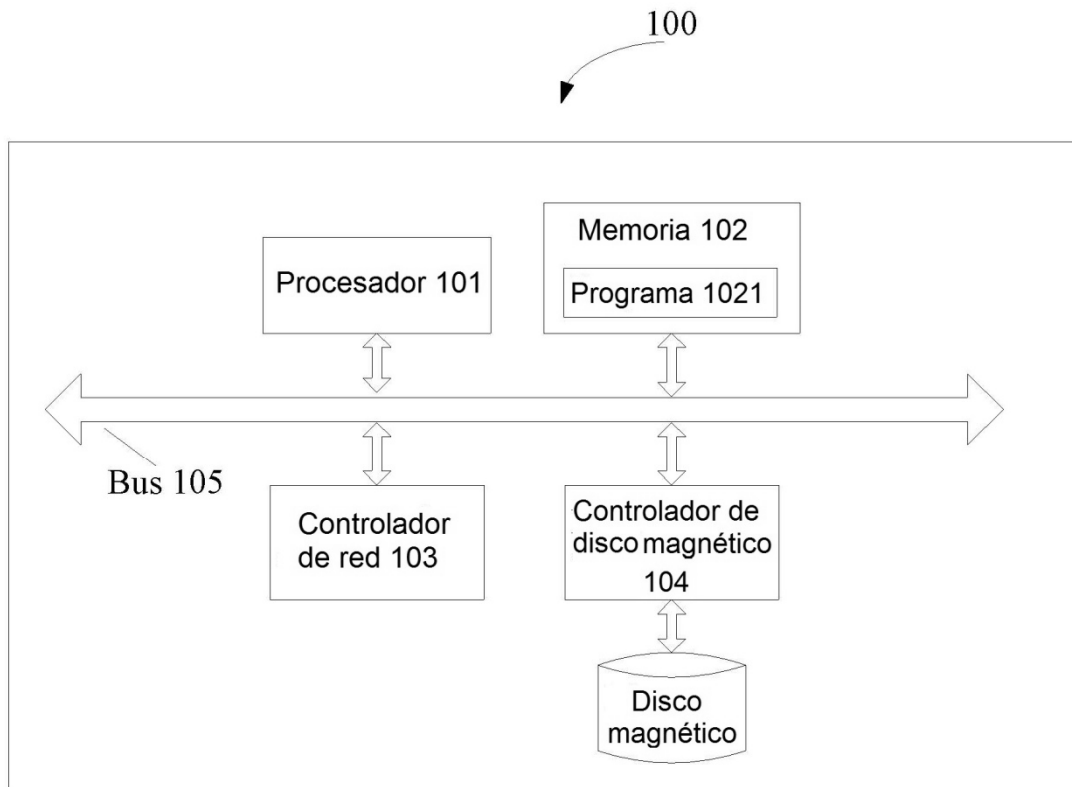 100
Procesador 101
Memoria 102
Programa 1021
Bus 105
Controlador
de red 103
Controlador de
disco magnético
104
Disco
magnético